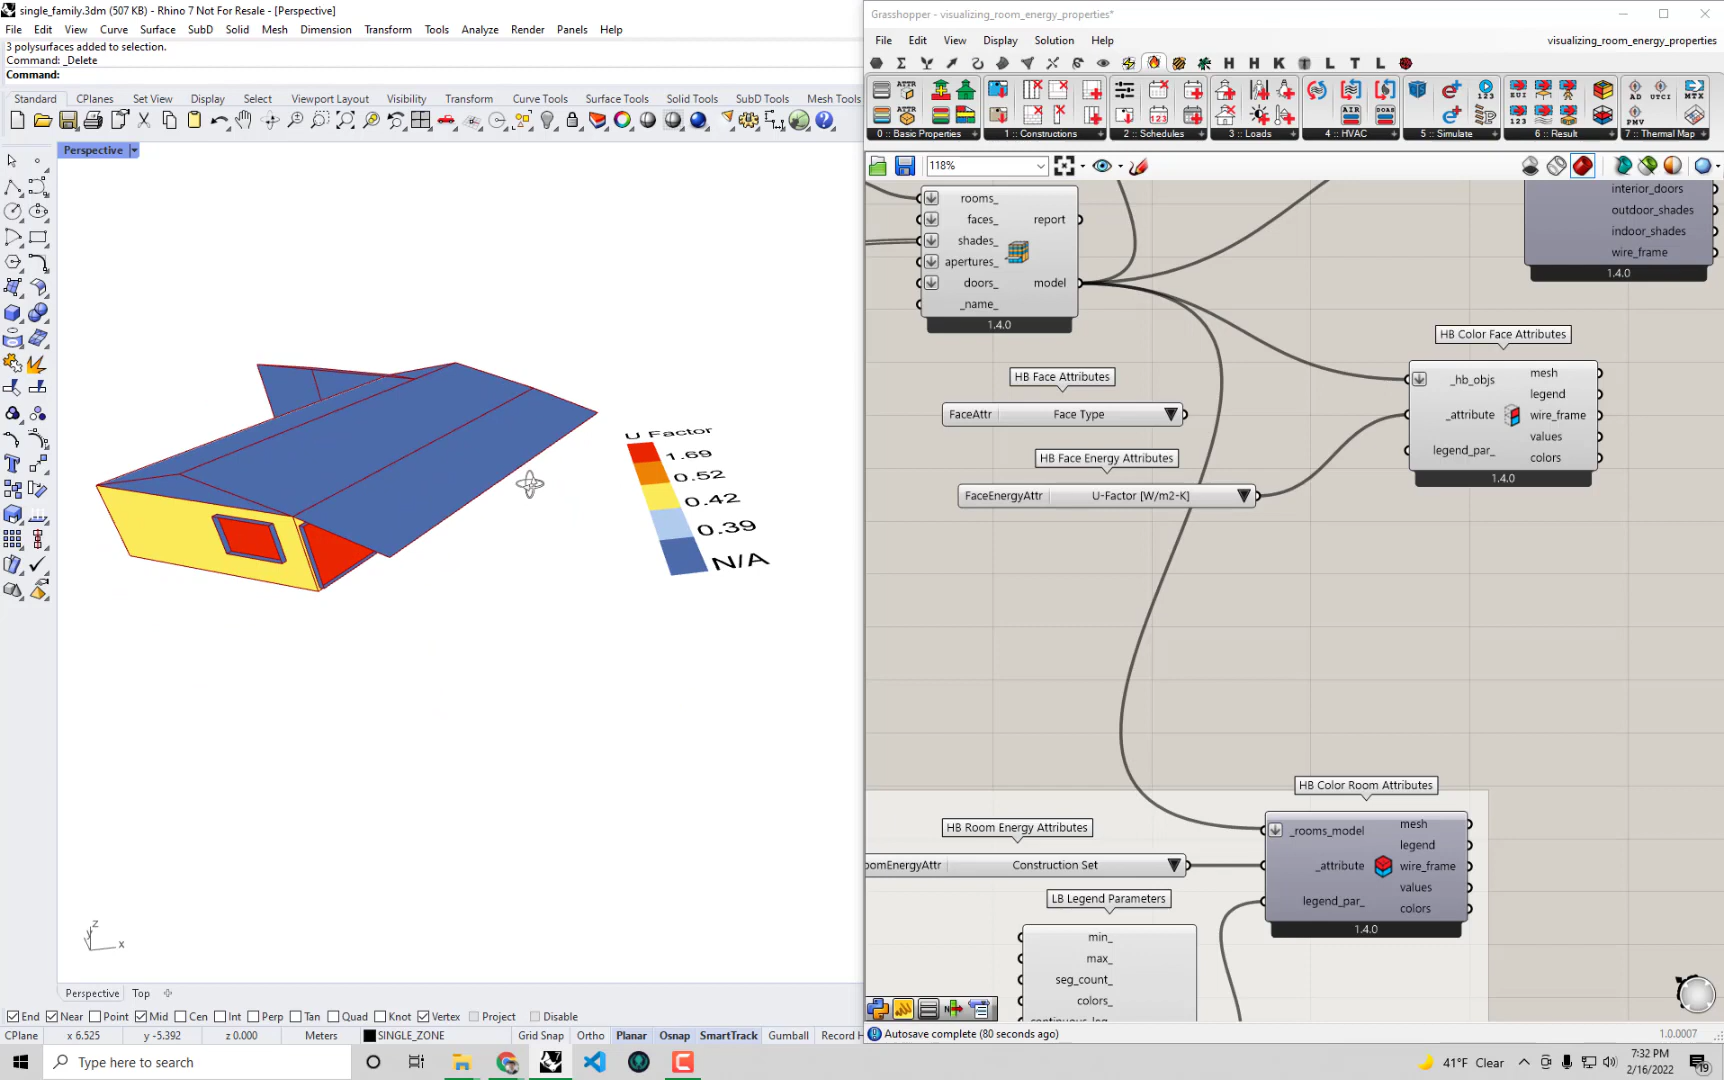 single_family.3dm (507 KB) - Rhino 7 Not For Resale - [Perspective]
File Edit View Curve Surface SubD Solid Mesh Dimension Transform Tools Analyze Render Panels Help
3 polysurfaces added to selection.
Command: _Delete
Command:
Standard CPlanes Set View Display Select Viewport Layout Visibility Transform Curve Tools Surface Tools Solid Tools SubD Tools Mesh Tools
Perspective
U Factor
1.69
0.52
0.42
0.39
N/A
z
y
x
Perspective Top
End Near Point Mid Cen Int Perp Tan Quad Knot Vertex Project Disable
CPlane x 6.525 y -5.392 z 0.000 Meters SINGLE_ZONE Grid Snap Ortho Planar Osnap SmartTrack Gumball Record H
Grasshopper - visualizing_room_energy_properties*
File Edit View Display Solution Help
visualizing_room_energy_properties
H H K L T L
0 :: Basic Properties 1 :: Constructions 2 :: Schedules 3 :: Loads 4 :: HVAC 5 :: Simulate 6 :: Result 7 :: Thermal Map
118%
rooms_
faces_ report
shades_
apertures_
doors_ model
_name_
1.4.0
interior_doors
outdoor_shades
indoor_shades
wire_frame
1.4.0
HB Color Face Attributes
_hb_objs mesh
legend
_attribute wire_frame
values
legend_par_ colors
1.4.0
HB Face Attributes
FaceAttr Face Type
HB Face Energy Attributes
FaceEnergyAttr U-Factor [W/m2-K]
HB Color Room Attributes
_rooms_model mesh
legend
_attribute wire_frame
values
legend_par_ colors
1.4.0
HB Room Energy Attributes
oomEnergyAttr Construction Set
LB Legend Parameters
min_
max_
seg_count_
colors_
Autosave complete (80 seconds ago)
1.0.0007
Type here to search
41°F Clear
7:32 PM
2/16/2022
19